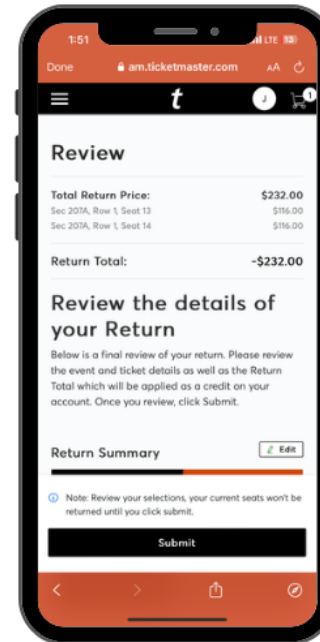 1:51
LTE 13
Done
am.ticketmaster.com
AA
t
J
1
Review
Total Return Price: $232.00
Sec 207A, Row 1, Seat 13 $116.00
Sec 207A, Row 1, Seat 14 $116.00
Return Total: -$232.00
Review the details of
your Return
Below is a final review of your return. Please review
the event and ticket details as well as the Return
Total which will be applied as a credit on your
account. Once you review, click Submit.
Return Summary
Edit
Note: Review your selections, your current seats won't be
returned until you click submit.
Submit